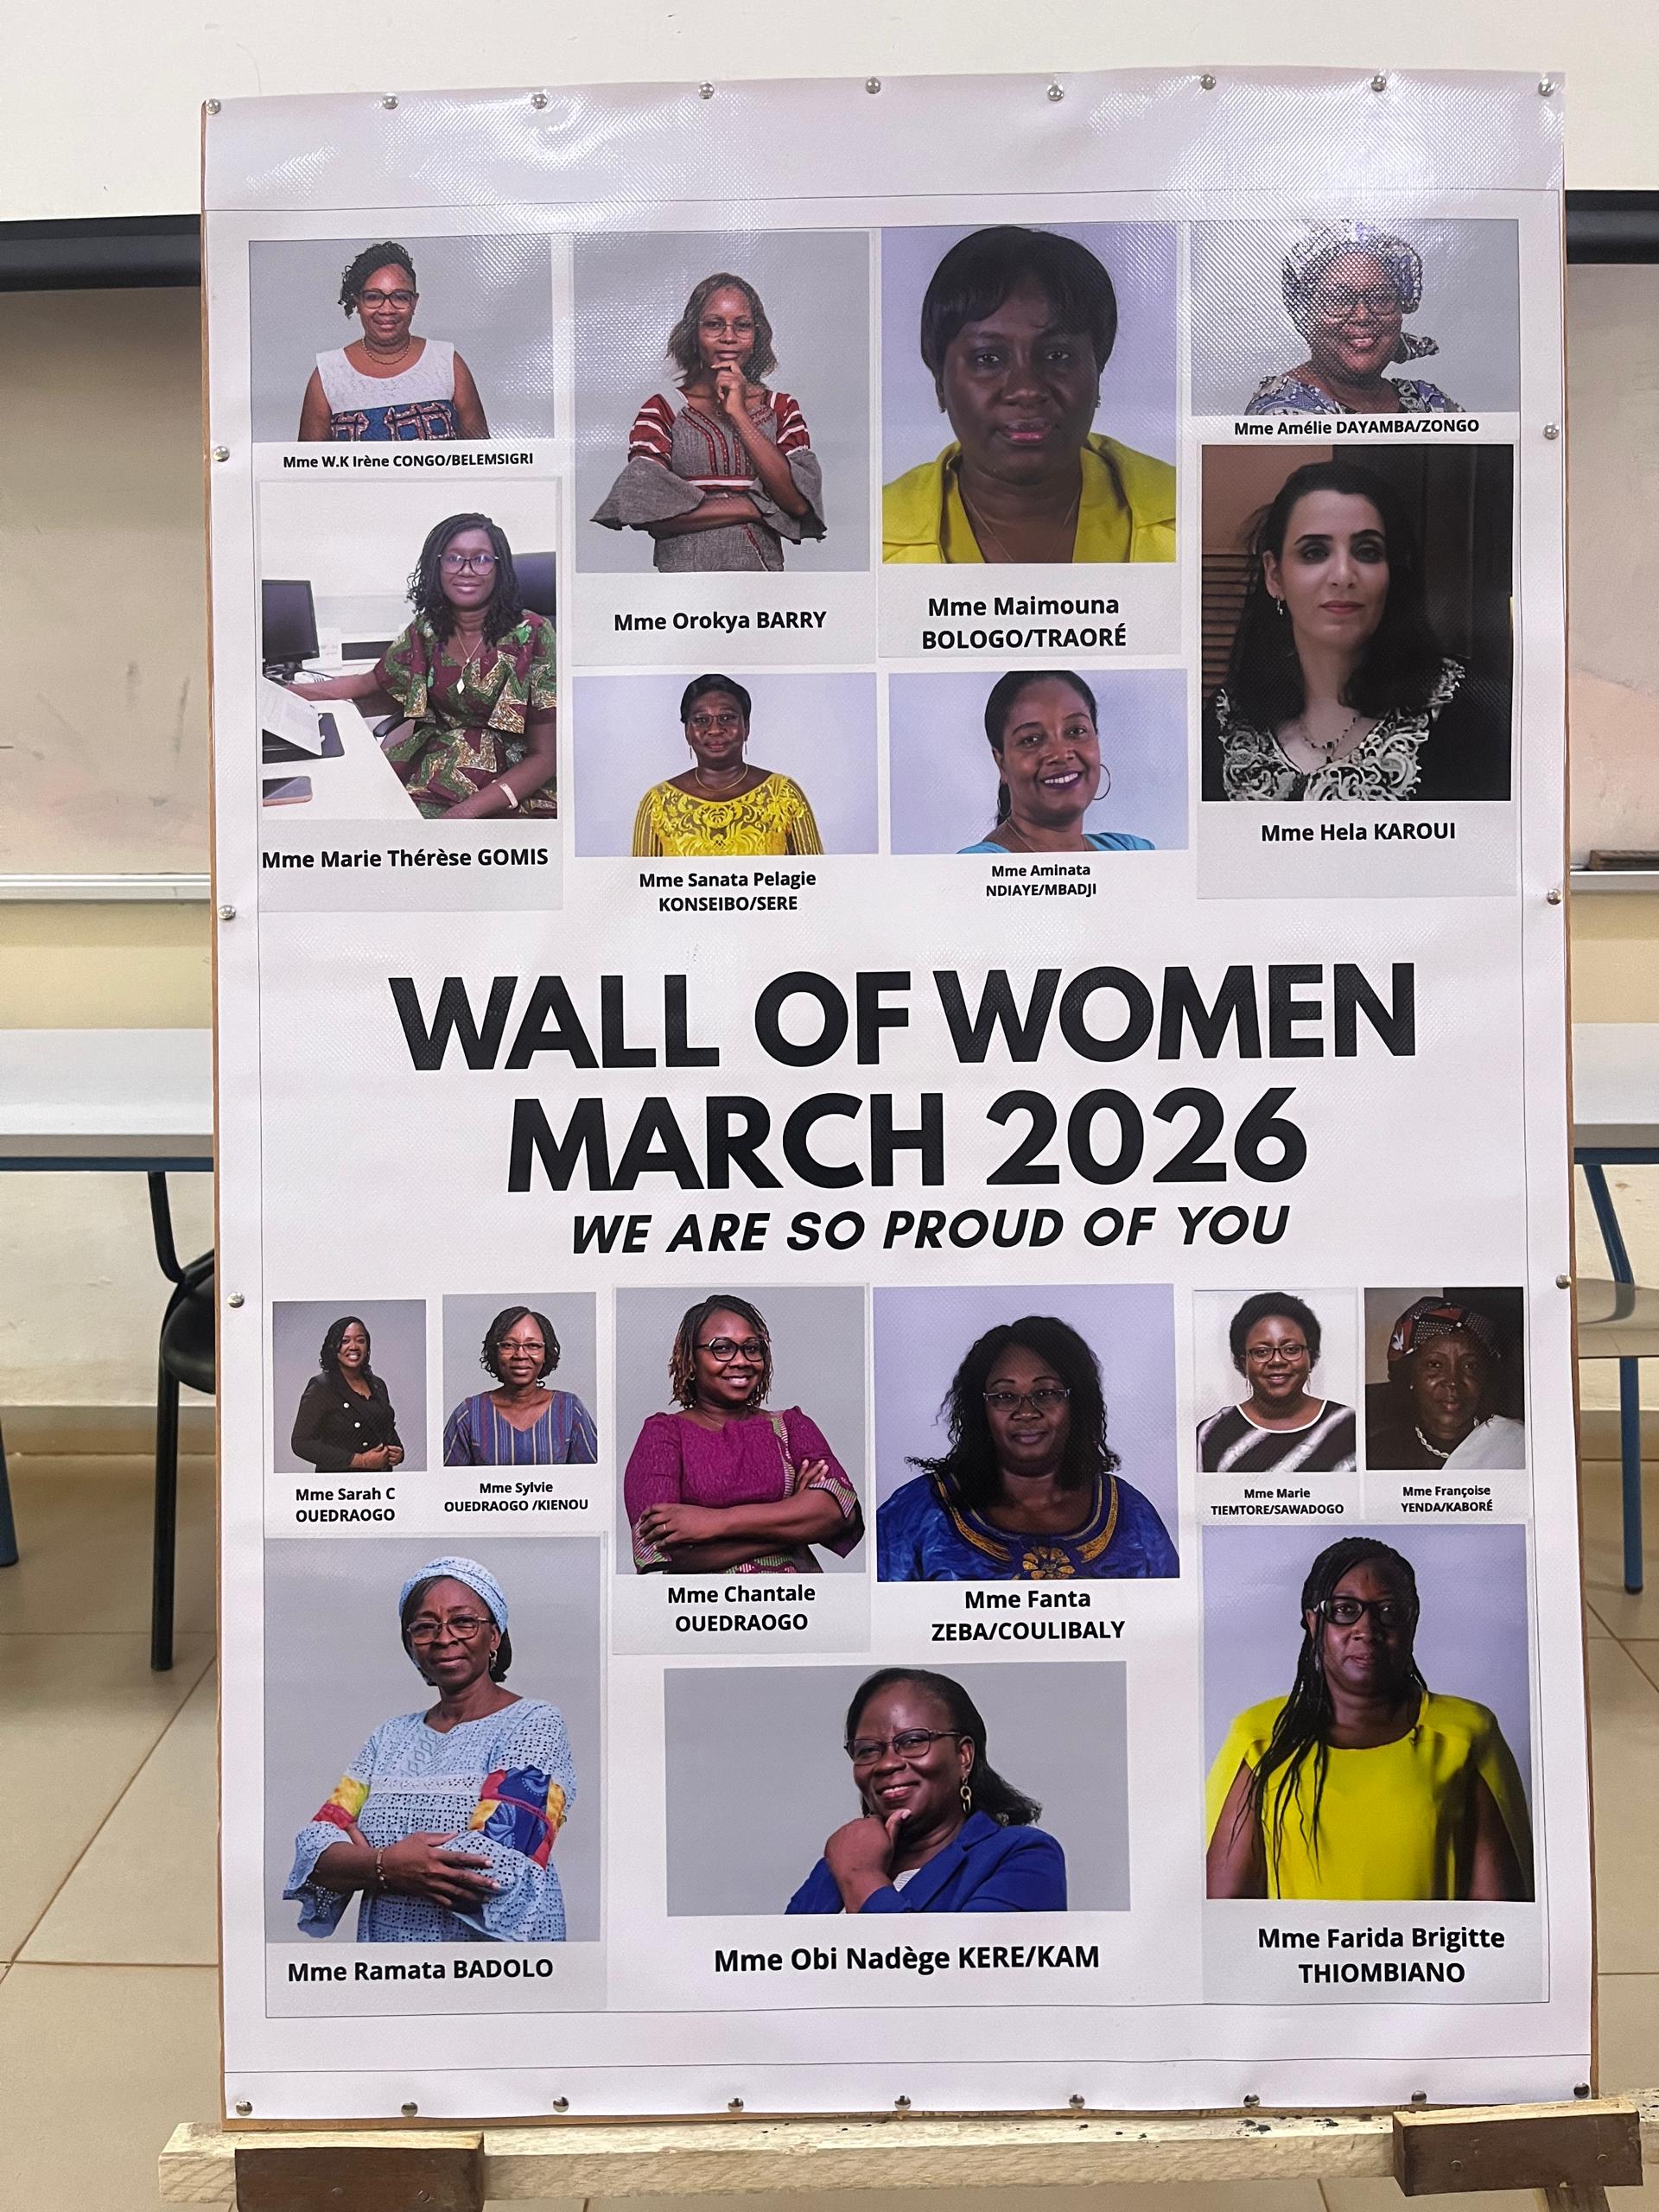 Mme W.K Irène CONGO/BELEMSIGRI
Mme Orokya BARRY
Mme Maimouna
BOLOGO/TRAORÉ
Mme Amélie DAYAMBA/ZONGO
Mme Marie Thérèse GOMIS
Mme Sanata Pelagie
KONSEIBO/SERE
Mme Aminata
NDIAYE/MBADJI
Mme Hela KAROUI
WALL OF WOMEN
MARCH 2026
WE ARE SO PROUD OF YOU
Mme Sarah C
OUEDRAOGO
Mme Sylvie
OUEDRAOGO /KIENOU
Mme Chantale
OUEDRAOGO
Mme Fanta
ZEBA/COULIBALY
Mme Marie
TIEMTORE/SAWADOGO
Mme Françoise
YENDA/KABORÉ
Mme Ramata BADOLO
Mme Obi Nadège KERE/KAM
Mme Farida Brigitte
THIOMBIANO